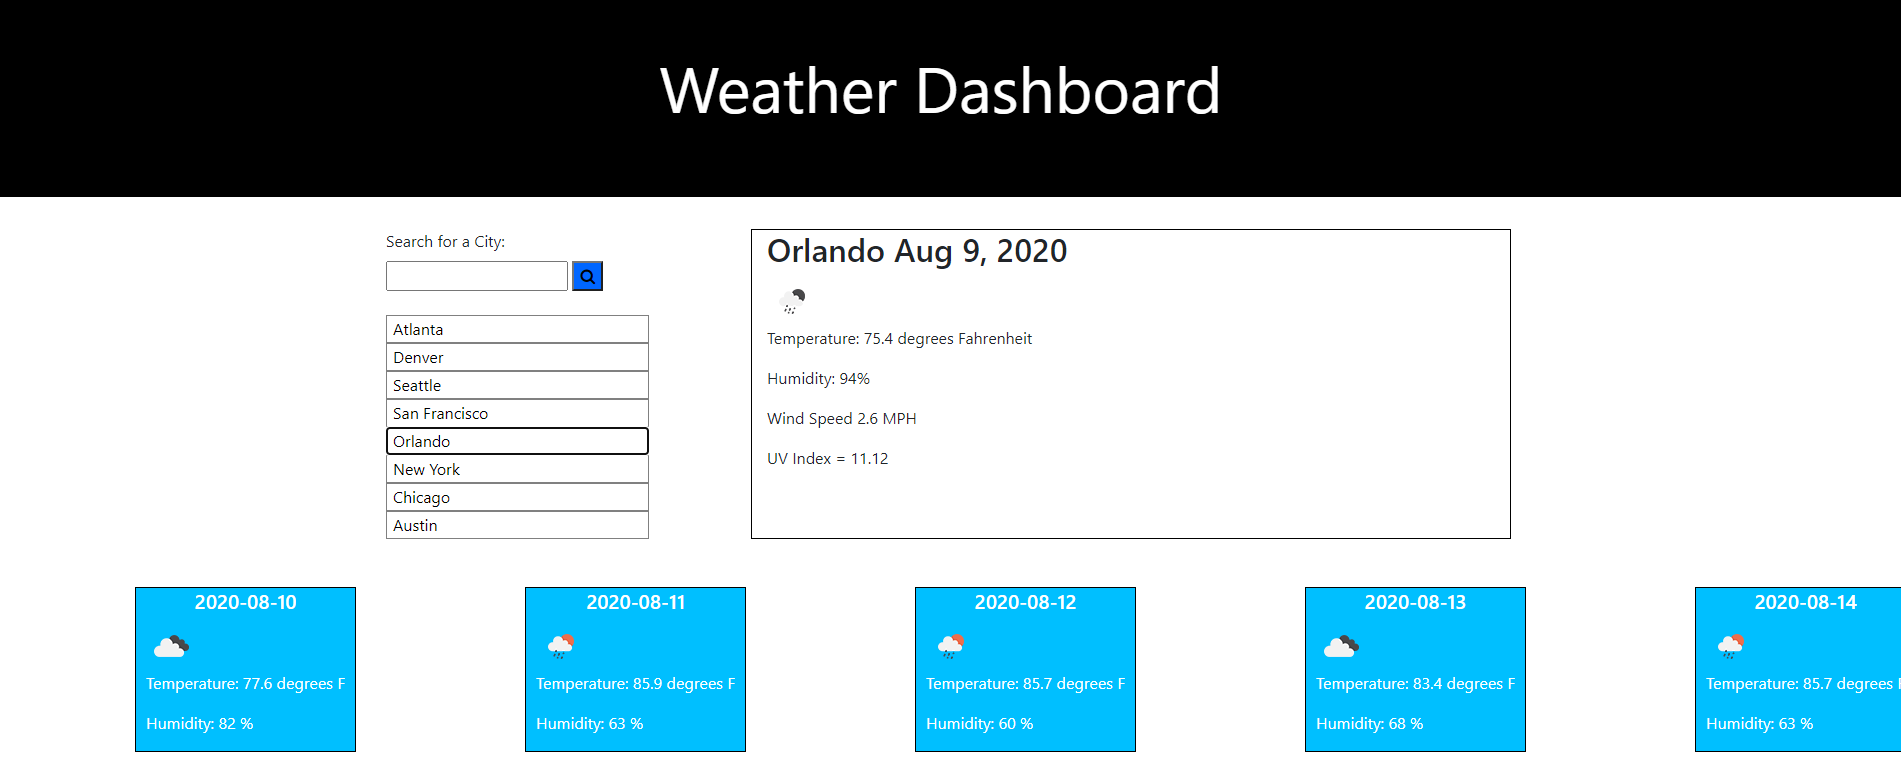 Weather Dashboard
Search for a City:
Atlanta
Denver
Seattle
San Francisco
Orlando
New York
Chicago
Austin
Orlando Aug 9, 2020
Temperature: 75.4 degrees Fahrenheit
Humidity: 94%
Wind Speed 2.6 MPH
UV Index = 11.12
2020-08-10
Temperature: 77.6 degrees F
Humidity: 82 %
2020-08-11
Temperature: 85.9 degrees F
Humidity: 63 %
2020-08-12
Temperature: 85.7 degrees F
Humidity: 60 %
2020-08-13
Temperature: 83.4 degrees F
Humidity: 68 %
2020-08-14
Temperature: 85.7 degrees
Humidity: 63 %